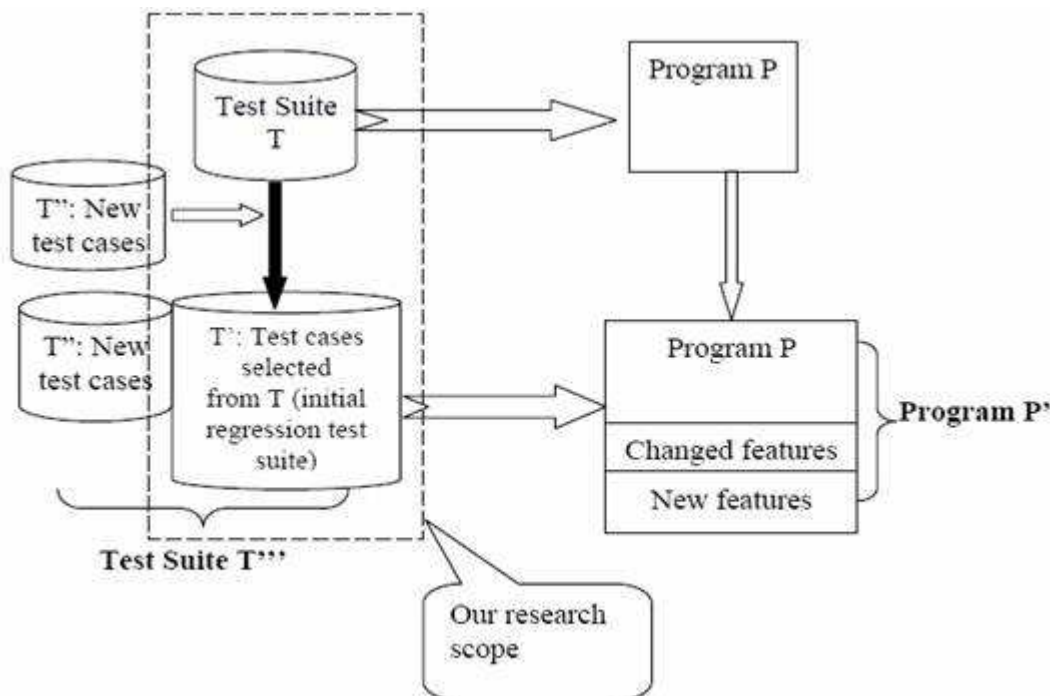 Test Suite
T
Program P
T’’: New
test cases
T’’: New
test cases
T`: Test cases
selected
from T (initial
regression test
suite)
Program P
Changed features
New features
Program P’
Test Suite T’’’
Our research
scope